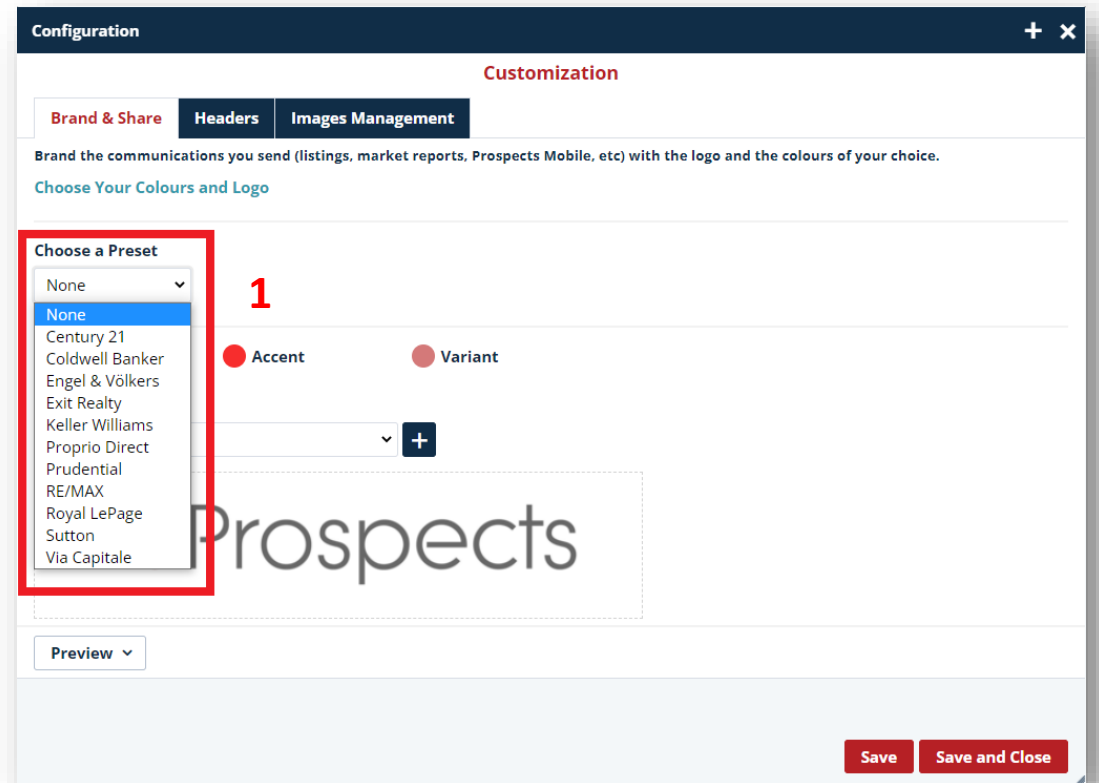 Configuration
Customization
Brand & Share Headers Images Management
Brand the communications you send (listings, market reports, Prospects Mobile, etc) with the logo and the colours of your choice.
Choose Your Colours and Logo
Choose a Preset
None
1
None
Century 21
Coldwell Banker
Engel & Völkers
Exit Realty
Keller Williams
Proprio Direct
Prudential
RE/MAX
Royal LePage
Sutton
Via Capitale
Accent Variant
Prospects
Preview
Save Save and Close